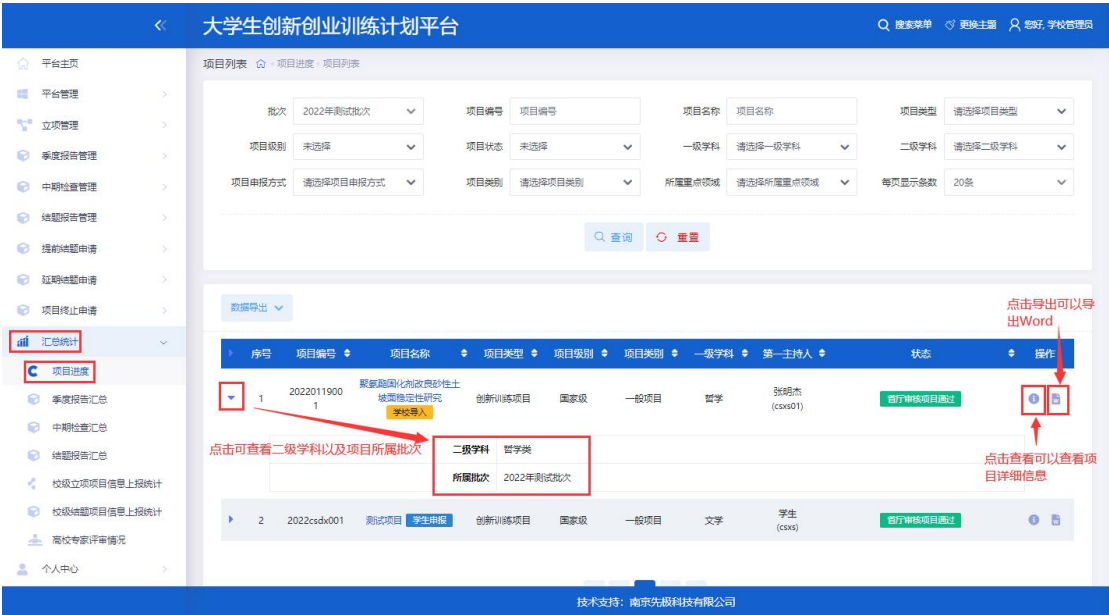 大学生创新创业训练计划平台
搜索菜单 更换主题 您好, 学校管理员
平台主页
平台管理
立项管理
季度报告管理
中期检查管理
结题报告管理
提前结题申请
延期结题申请
项目终止申请
汇总统计
项目进度
季度报告汇总
中期检查汇总
结题报告汇总
校级立项项目信息上报统计
校级结题项目信息上报统计
高校专家评审情况
个人中心
项目列表 - 项目进度 - 项目列表
批次 2022年测试批次 项目编号 项目编号 项目名称 项目名称 项目类型 请选择项目类型
项目级别 未选择 项目状态 未选择 一级学科 请选择一级学科 二级学科 请选择二级学科
项目申报方式 请选择项目申报方式 项目类别 请选择项目类别 所属重点领域 请选择所属重点领域 每页显示条数 20条
查询 重置
数据导出
点击导出可以导
出Word
序号 项目编号 项目名称 项目类型 项目级别 项目类别 一级学科 第一主持人 状态 操作
1 2022011900
1 聚氨酯固化剂改良砂性土
坡面稳定性研究
学校导入 创新训练项目 国家级 一般项目 哲学 张明杰
(csxs01) 省厅审核项目通过
点击可查看二级学科以及项目所属批次
二级学科 哲学类
所属批次 2022年测试批次
点击查看可以查看项
目详细信息
2 2022csdx001 测试项目 学生申报 创新训练项目 国家级 一般项目 文学 学生
(csxs) 省厅审核项目通过
技术支持：南京先极科技有限公司